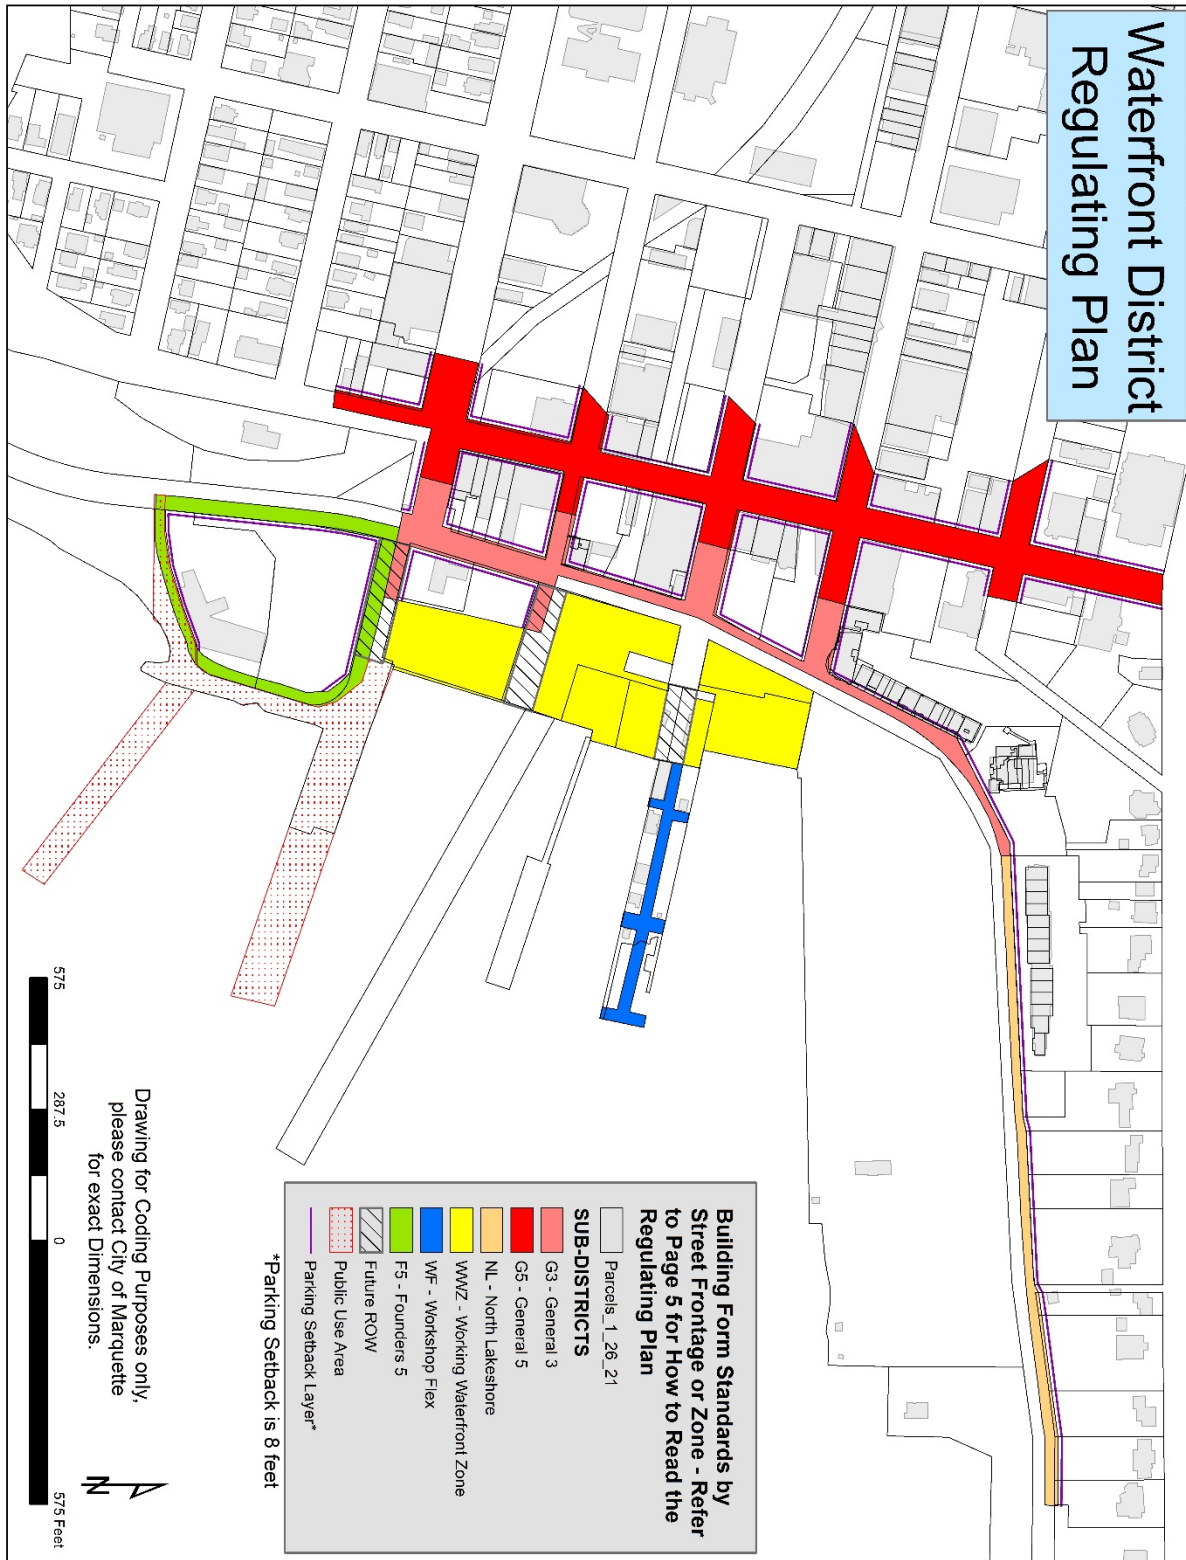 Waterfront District
Regulating Plan
Building Form Standards by
Street Frontage or Zone - Refer
to Page 5 for How to Read the
Regulating Plan
Parcels_1_26_21
SUB-DISTRICTS
G3 - General 3
G5 - General 5
NL - North Lakeshore
WWZ - Working Waterfront Zone
WF - Workshop Flex
F5 - Founders 5
Future ROW
Public Use Area
Parking Setback Layer*
*Parking Setback is 8 feet
Drawing for Coding Purposes only,
please contact City of Marquette
for exact Dimensions.
N
575 287.5 0 575 Feet